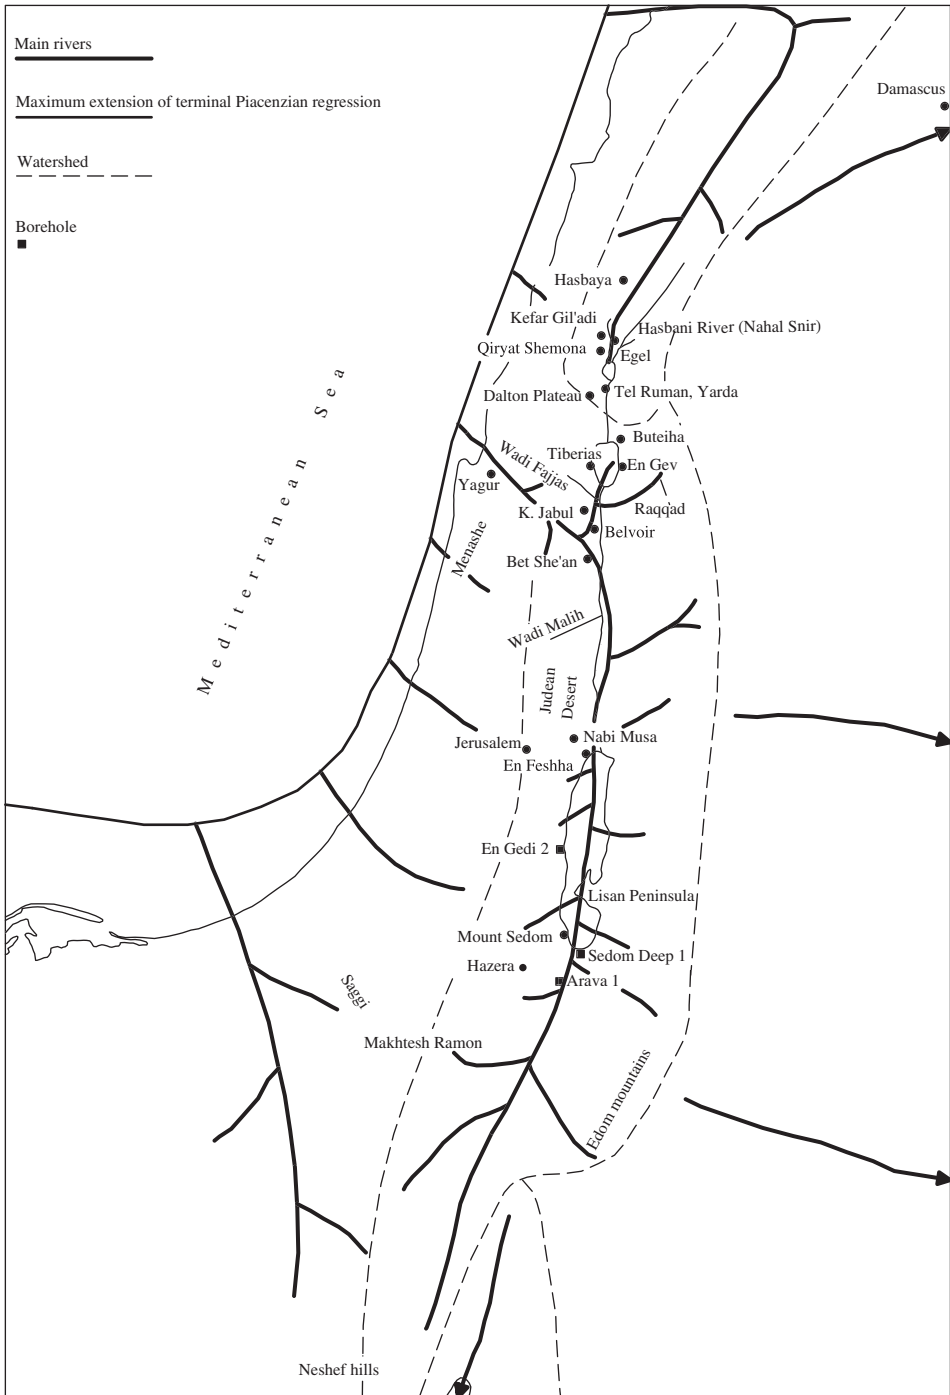 Main rivers
Maximum extension of terminal Piacenzian regression
Watershed
Borehole
Damascus
Hasbaya
Kefar Gil'adi
Hasbani River (Nahal Snir)
Qiryat Shemona
Egel
Dalton Plateau
Tel Ruman, Yarda
Mediterranean Sea
Buteiha
Wadi Fajjas
Tiberias
En Gev
Yagur
K. Jabul
Raqqad
Belvoir
Menashe
Bet She'an
Wadi Malih
Judean
Desert
Jerusalem
Nabi Musa
En Feshha
En Gedi 2
Lisan Peninsula
Mount Sedom
Sedom Deep 1
Hazera
Arava 1
Saggi
Makhtesh Ramon
Edom mountains
Neshef hills